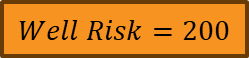 Well Risk = 200